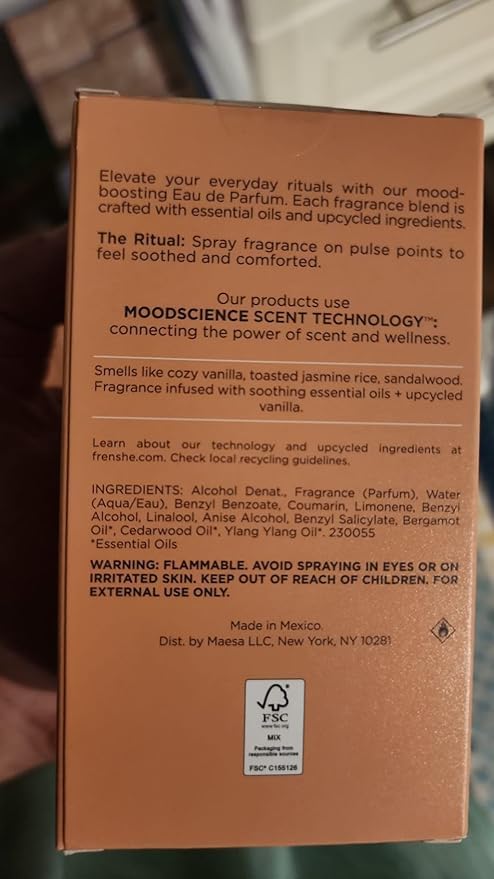 Elevate your everyday rituals with our mood-
boosting Eau de Parfum. Each fragrance blend is
crafted with essential oils and upcycled ingredients.
The Ritual: Spray fragrance on pulse points to
feel soothed and comforted.
Our products use
MOODSCIENCE SCENT TECHNOLOGY™:
connecting the power of scent and wellness.
Smells like cozy vanilla, toasted jasmine rice, sandalwood.
Fragrance infused with soothing essential oils + upcycled
vanilla.
Learn about our technology and upcycled ingredients at
frenshe.com. Check local recycling guidelines.
INGREDIENTS: Alcohol Denat., Fragrance (Parfum), Water
(Aqua/Eau), Benzyl Benzoate, Coumarin, Limonene, Benzyl
Alcohol, Linalool, Anise Alcohol, Benzyl Salicylate, Bergamot
Oil*, Cedarwood Oil*, Ylang Ylang Oil*. 230055
*Essential Oils
WARNING: FLAMMABLE. AVOID SPRAYING IN EYES OR ON
IRRITATED SKIN. KEEP OUT OF REACH OF CHILDREN. FOR
EXTERNAL USE ONLY.
Made in Mexico.
Dist. by Maesa LLC, New York, NY 10281
FSC
www.fsc.org
MIX
Packaging from
responsible sources
FSC® C155126